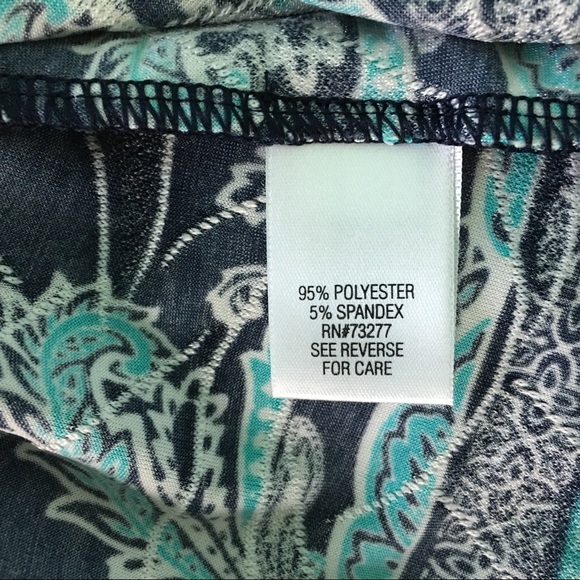 95% POLYESTER
5% SPANDEX
RN#73277
SEE REVERSE
FOR CARE